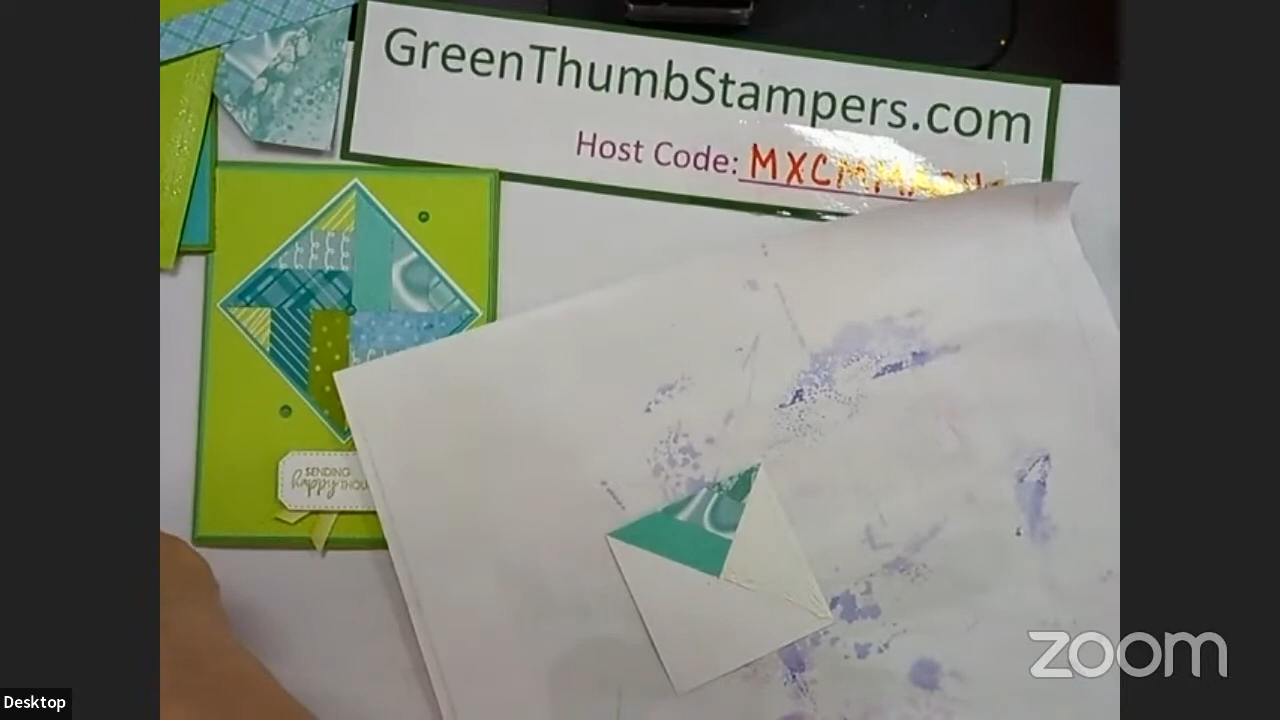 GreenThumbStampers.com
Host Code:
SENDING
happy
zoom
Desktop